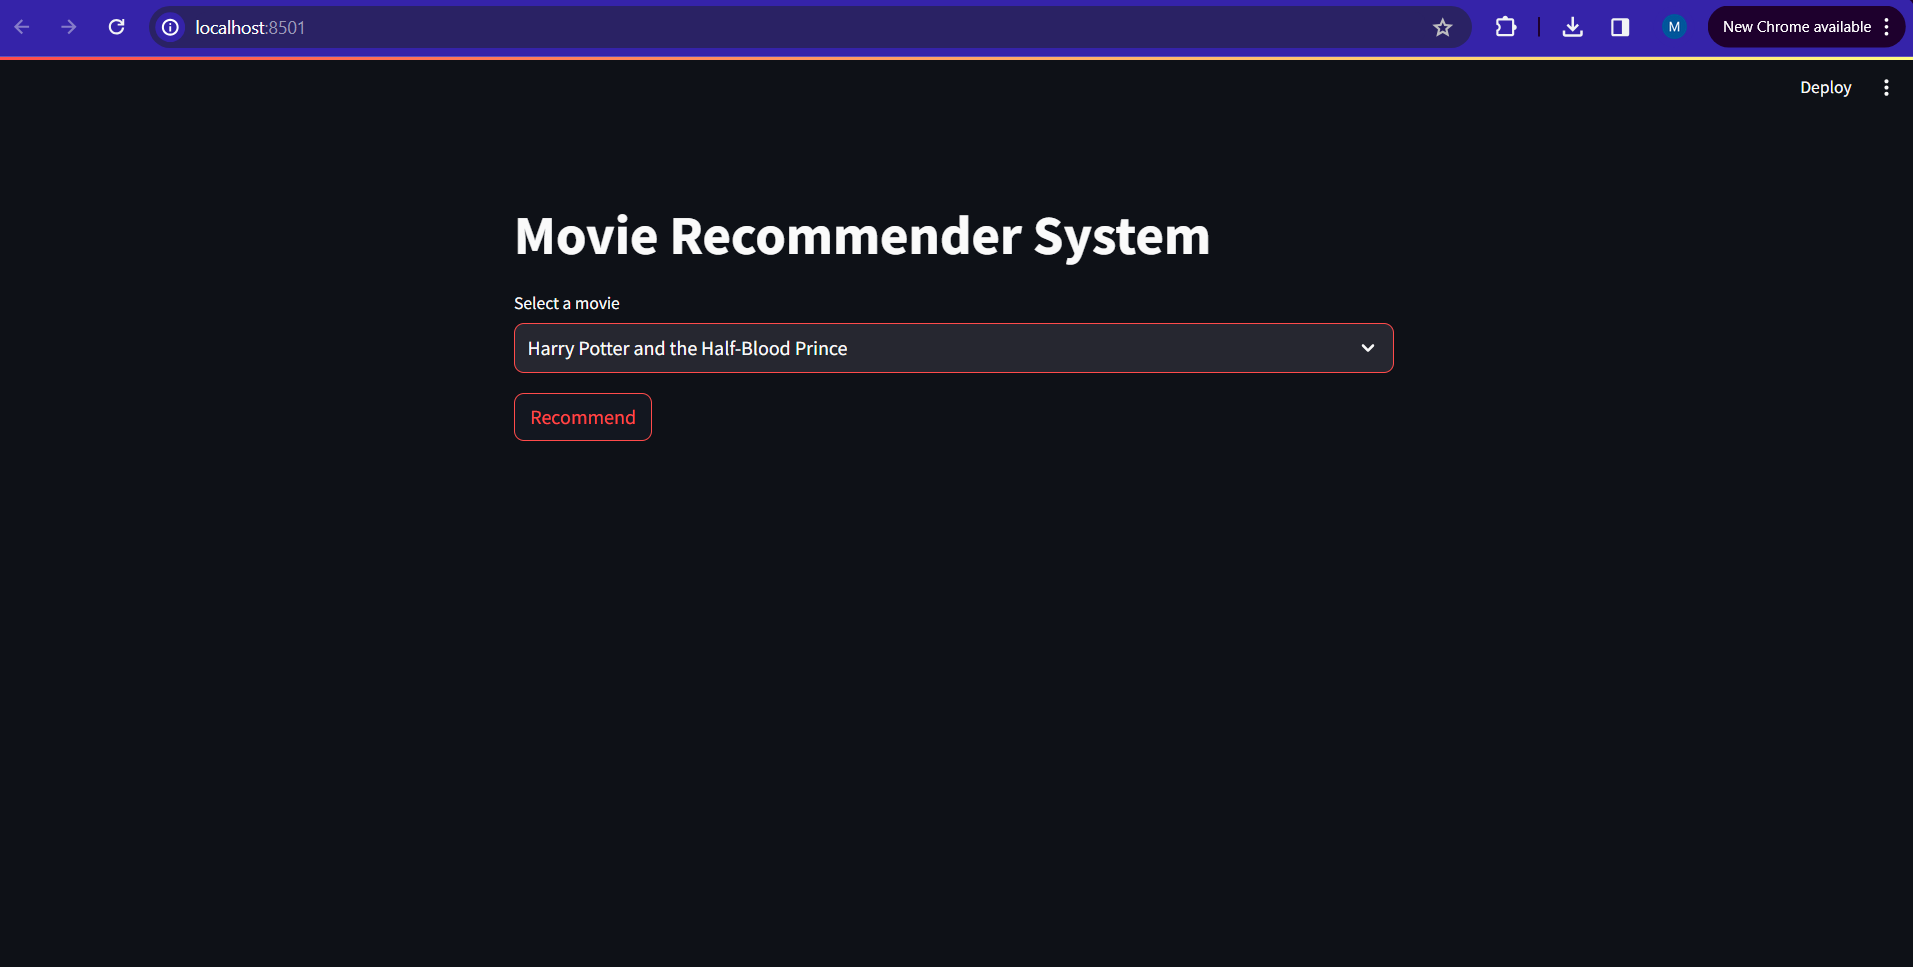 localhost:8501
M
New Chrome available
Deploy
Movie Recommender System
Select a movie
Harry Potter and the Half-Blood Prince
Recommend